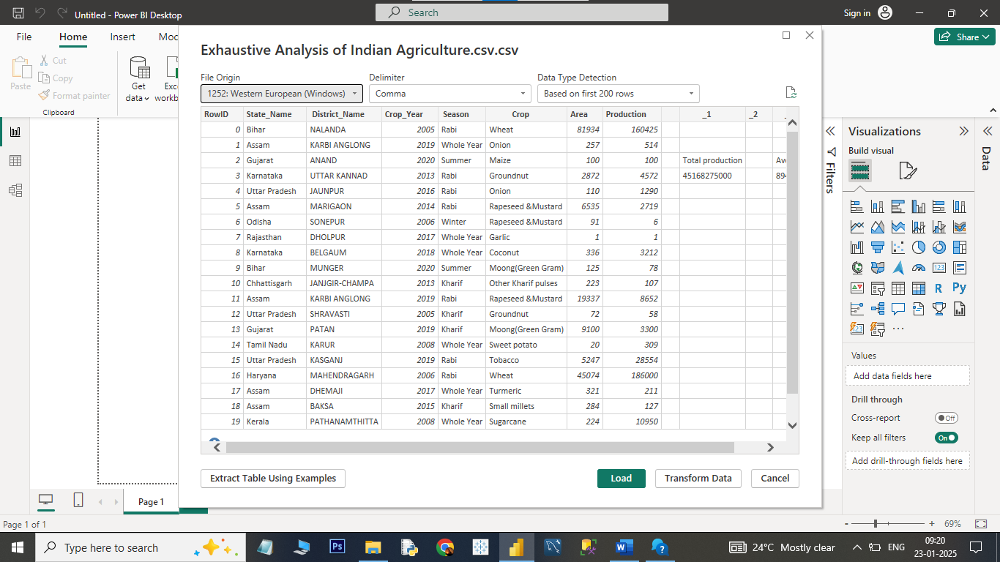 Untitled - Power BI Desktop
Search
Sign in
File Home Insert Mod
Share
Paste
Cut
Copy
Format painter
Clipboard
Get data
Exce
workb
Exhaustive Analysis of Indian Agriculture.csv.csv
File Origin Delimiter Data Type Detection
1252: Western European (Windows) Comma Based on first 200 rows
RowID State_Name District_Name Crop_Year Season Crop Area Production _1 _2 _
0 Bihar NALANDA 2005 Rabi Wheat 81934 160425
1 Assam KARBI ANGLONG 2019 Whole Year Onion 257 514
2 Gujarat ANAND 2020 Summer Maize 100 100 Total production Ave
3 Karnataka UTTAR KANNAD 2013 Rabi Groundnut 2872 4572 45168275000 894
4 Uttar Pradesh JAUNPUR 2016 Rabi Onion 110 1290
5 Assam MARIGAON 2014 Rabi Rapeseed &Mustard 6535 2719
6 Odisha SONEPUR 2006 Winter Rapeseed &Mustard 91 6
7 Rajasthan DHOLPUR 2017 Whole Year Garlic 1 1
8 Karnataka BELGAUM 2018 Whole Year Coconut 336 3212
9 Bihar MUNGER 2020 Summer Moong(Green Gram) 125 78
10 Chhattisgarh JANJGIR-CHAMPA 2013 Kharif Other Kharif pulses 223 107
11 Assam KARBI ANGLONG 2019 Rabi Rapeseed &Mustard 19337 8652
12 Uttar Pradesh SHRAVASTI 2005 Kharif Groundnut 72 58
13 Gujarat PATAN 2019 Kharif Moong(Green Gram) 9100 3300
14 Tamil Nadu KARUR 2008 Whole Year Sweet potato 20 309
15 Uttar Pradesh KASGANJ 2019 Rabi Tobacco 5247 28554
16 Haryana MAHENDRAGARH 2006 Rabi Wheat 45074 186000
17 Assam DHEMAJI 2017 Whole Year Turmeric 321 211
18 Assam BAKSA 2015 Kharif Small millets 284 127
19 Kerala PATHANAMTHITTA 2008 Whole Year Sugarcane 224 10950
Extract Table Using Examples Load Transform Data Cancel
Filters
Visualizations
Build visual
123
R Py
123
...
Values
Add data fields here
Drill through
Cross-report Off
Keep all filters On
Add drill-through fields here
Data
Page 1
Page 1 of 1
- + 69%
Type here to search
Ps
W
24°C Mostly clear
ENG
09:20
23-01-2025